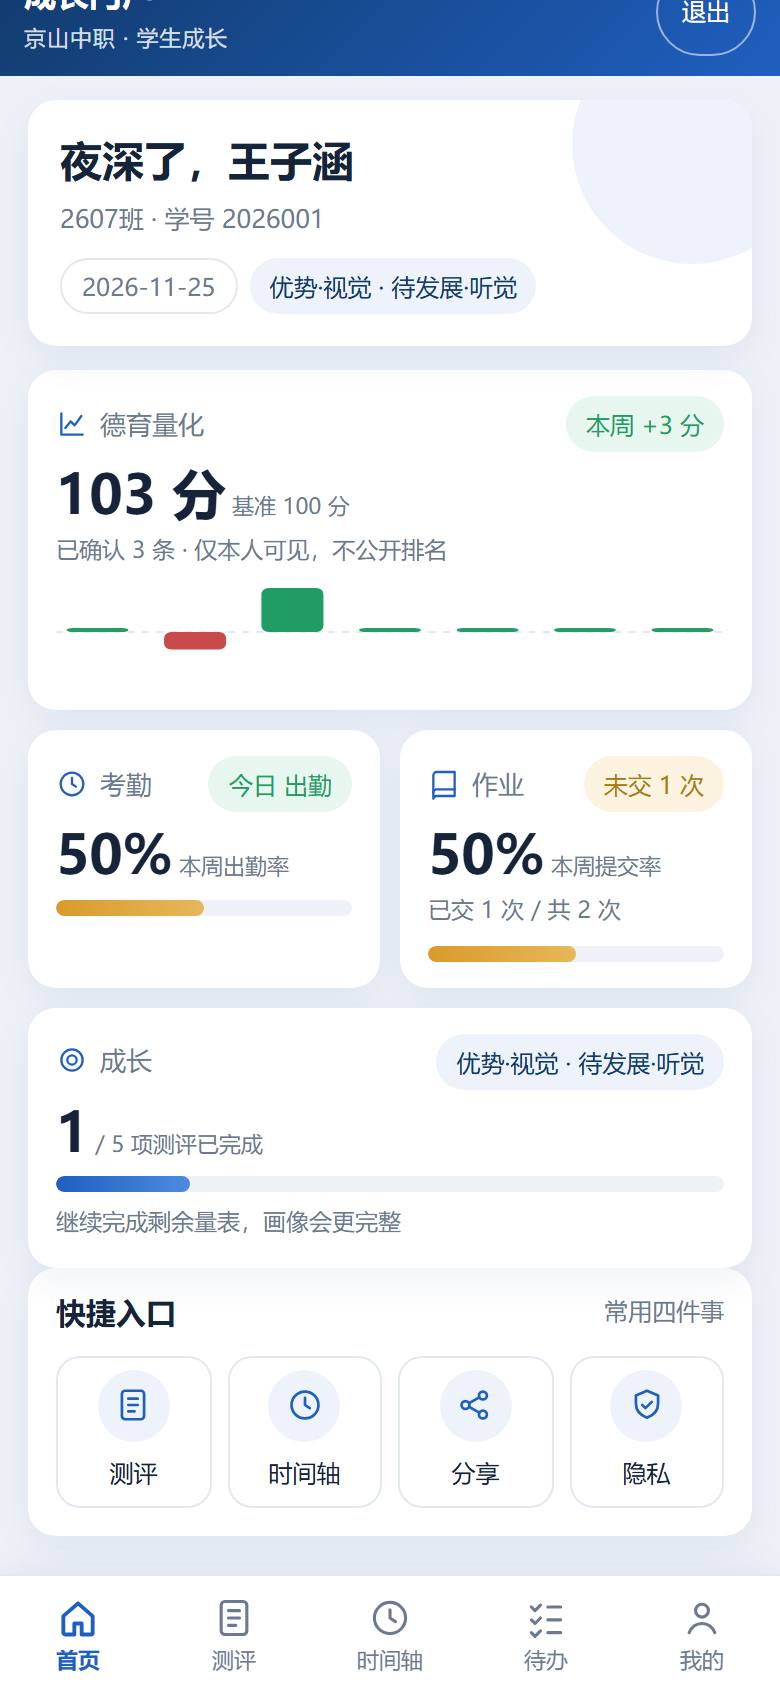 成长门户
京山中职 · 学生成长
退出
夜深了，王子涵
2607班 · 学号 2026001
2026-11-25
优势·视觉 · 待发展·听觉
德育量化
本周 +3 分
103 分 基准 100 分
已确认 3 条 · 仅本人可见，不公开排名
考勤
今日 出勤
50% 本周出勤率
作业
未交 1 次
50% 本周提交率
已交 1 次 / 共 2 次
成长
优势·视觉 · 待发展·听觉
1 / 5 项测评已完成
继续完成剩余量表，画像会更完整
快捷入口
常用四件事
测评
时间轴
分享
隐私
首页
测评
时间轴
待办
我的